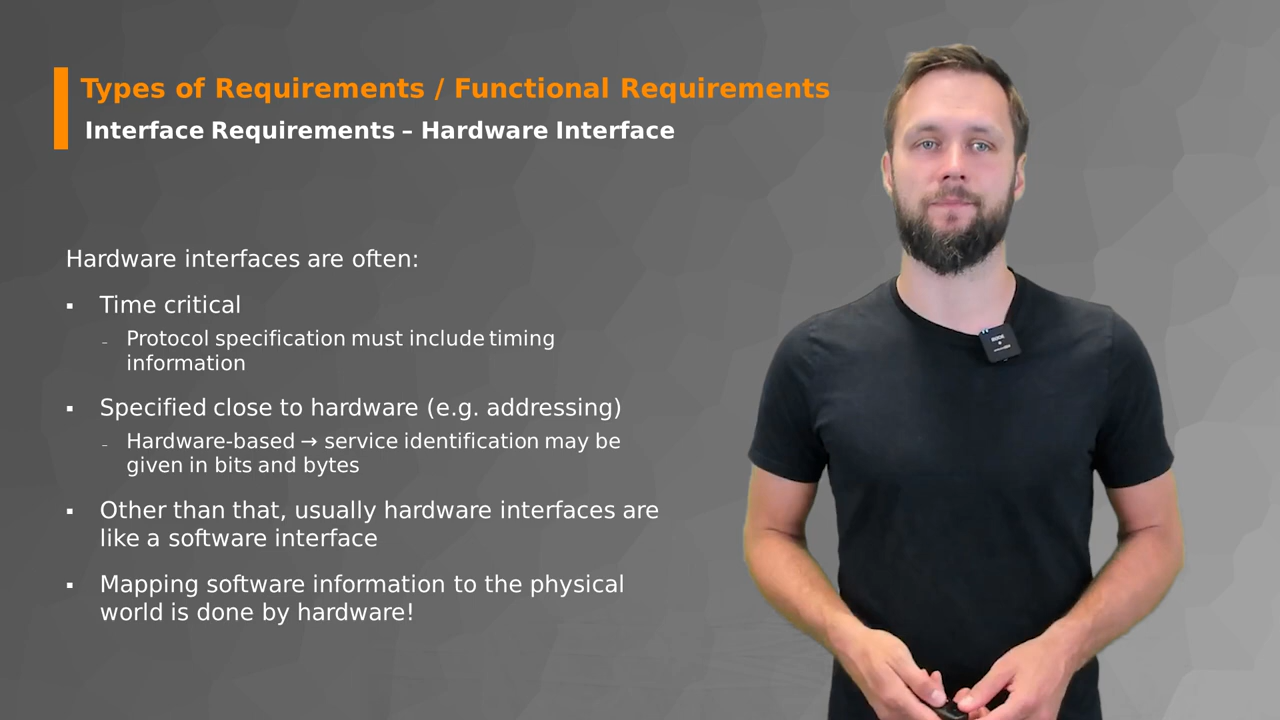 Types of Requirements / Functional Requirements
Interface Requirements – Hardware Interface
Hardware interfaces are often:
▪ Time critical
– Protocol specification must include timing
information
▪ Specified close to hardware (e.g. addressing)
– Hardware-based → service identification may be
given in bits and bytes
▪ Other than that, usually hardware interfaces are
like a software interface
▪ Mapping software information to the physical
world is done by hardware!